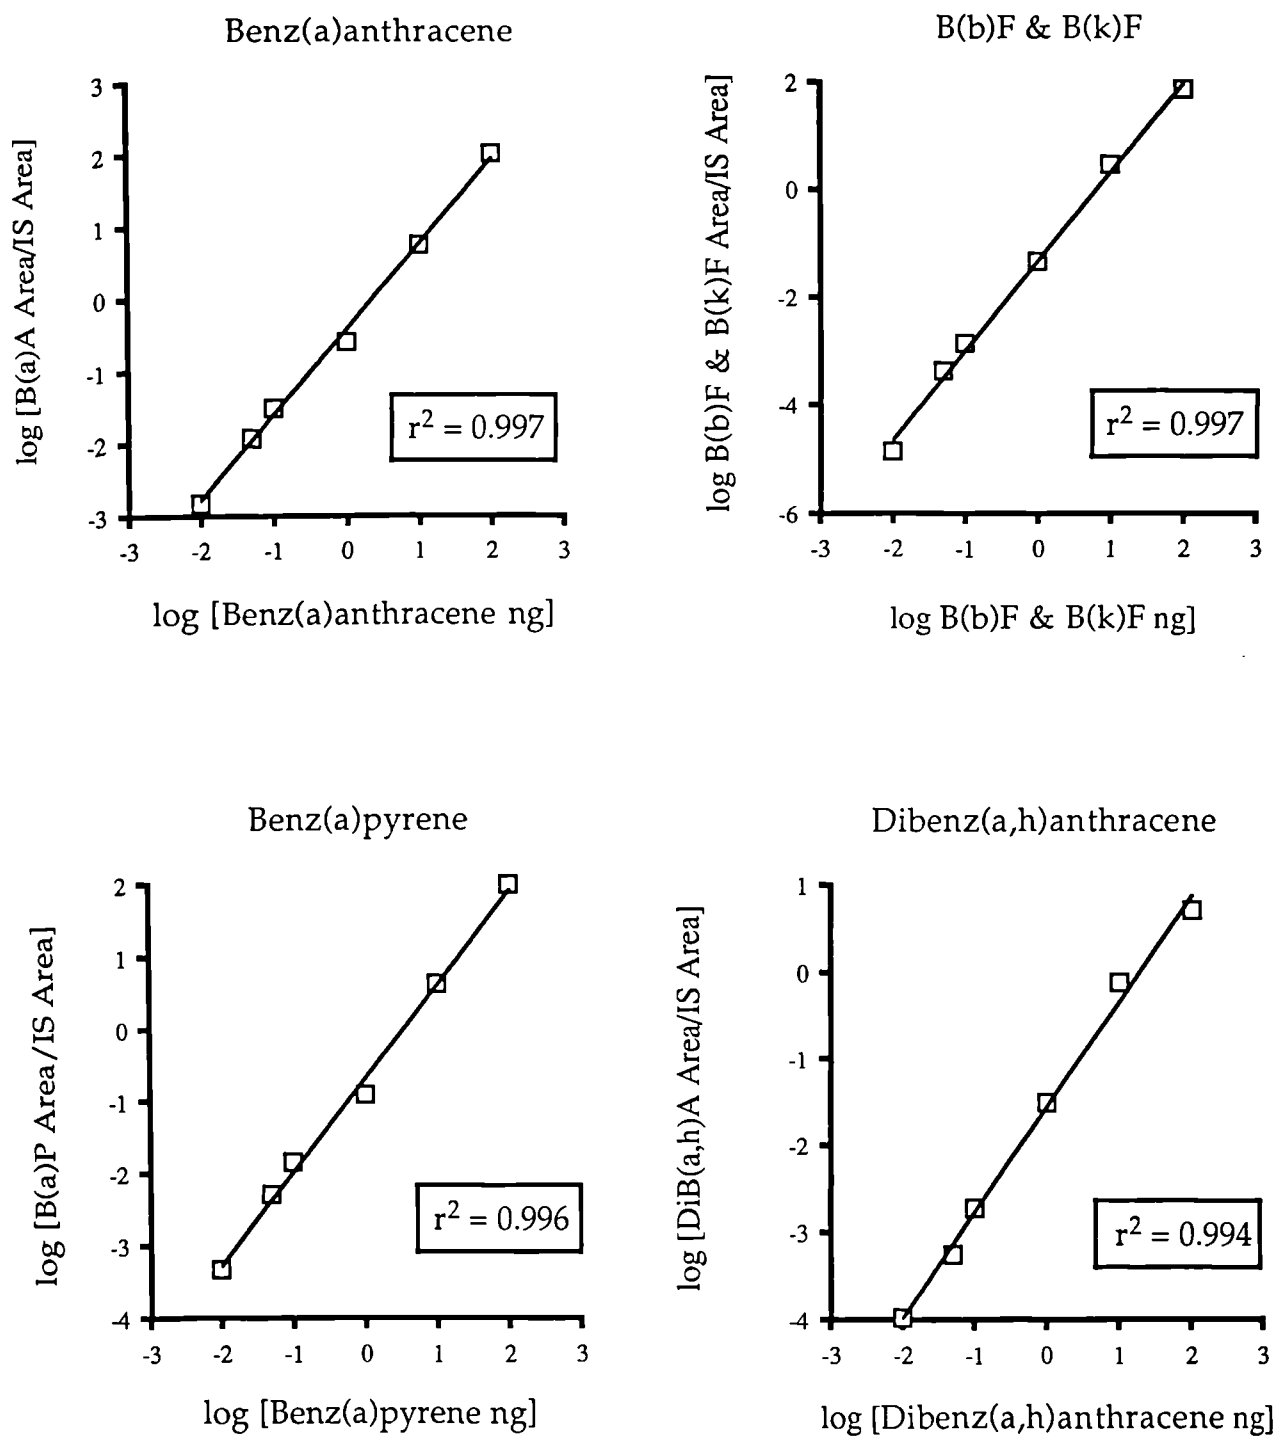 Benz(a)anthracene
log [B(a)A Area/IS Area]
3
2
1
0
-1
-2
-3
r² = 0.997
-3 -2 -1 0 1 2 3
log [Benz(a)anthracene ng]
B(b)F & B(k)F
log B(b)F & B(k)F Area/IS Area]
2
0
-2
-4
-6
r² = 0.997
-3 -2 -1 0 1 2 3
log B(b)F & B(k)F ng]
Benz(a)pyrene
log [B(a)P Area/IS Area]
2
1
0
-1
-2
-3
-4
r² = 0.996
-3 -2 -1 0 1 2 3
log [Benz(a)pyrene ng]
Dibenz(a,h)anthracene
log [DiB(a,h)A Area/IS Area]
1
0
-1
-2
-3
-4
r² = 0.994
-3 -2 -1 0 1 2 3
log [Dibenz(a,h)anthracene ng]